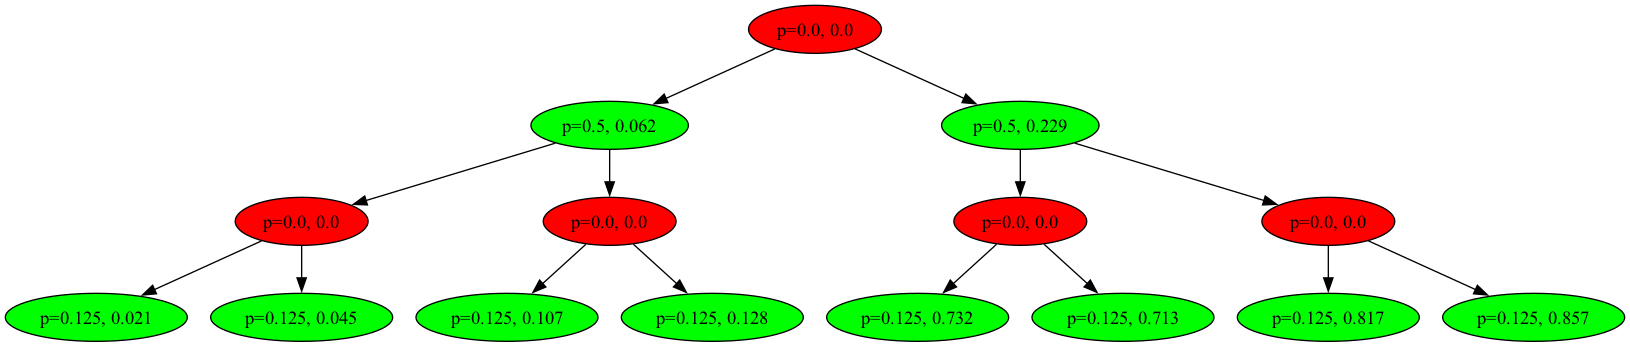 p=0.0, 0.0
p=0.5, 0.062
p=0.5, 0.229
p=0.0, 0.0
p=0.0, 0.0
p=0.0, 0.0
p=0.0, 0.0
p=0.125, 0.021
p=0.125, 0.045
p=0.125, 0.107
p=0.125, 0.128
p=0.125, 0.732
p=0.125, 0.713
p=0.125, 0.817
p=0.125, 0.857